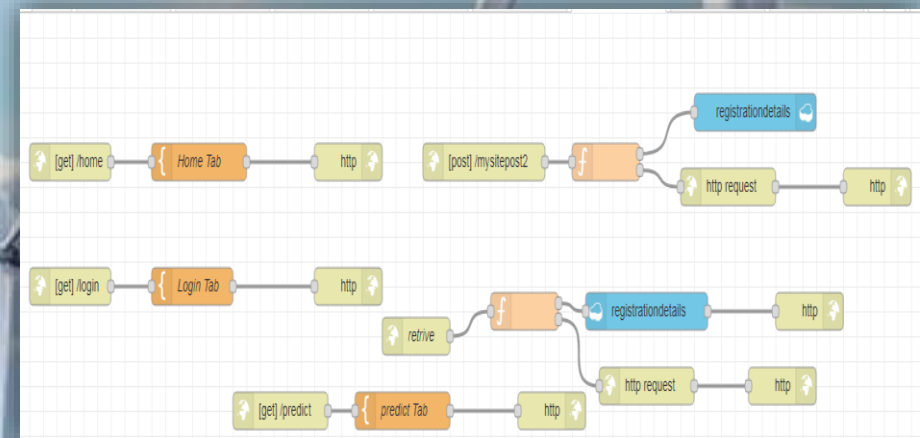 registrationdetails
[get] /home
Home Tab
http
[post] /mysitepost2
f
http request
http
[get] /login
Login Tab
http
f
registrationdetails
http
retrive
http request
http
[get] /predict
predict Tab
http